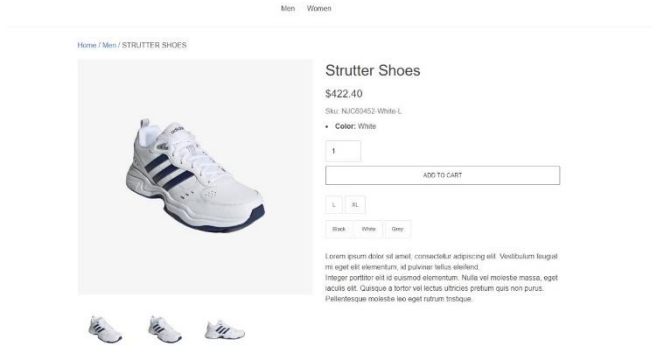 Men Women
Home / Men / STRUTTER SHOES
Strutter Shoes
$422.40
Sku: NJC60452-White-L
• Color: White
1
ADD TO CART
L XL
Black White Grey
Lorem ipsum dolor sit amet, consectetur adipiscing elit. Vestibulum feugiat
mi eget elit elementum, id pulvinar tellus eleifend.
Integer porttitor elit id euismod elementum. Nulla vel molestie massa, eget
iaculis elit. Quisque a tortor vel lectus ultricies pretium quis non purus.
Pellentesque molestie leo eget rutrum tristique.